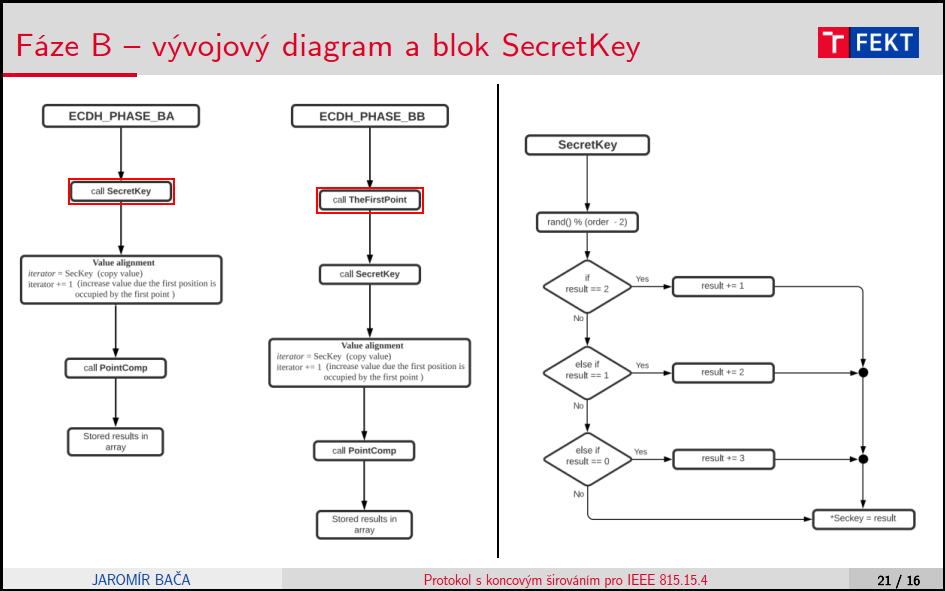 Fáze B – vývojový diagram a blok SecretKey
T FEKT
ECDH_PHASE_BA
call SecretKey
Value alignment
iterator = SecKey (copy value)
iterator += 1 (increase value due the first position is
occupied by the first point )
call PointComp
Stored results in
array
ECDH_PHASE_BB
call TheFirstPoint
call SecretKey
Value alignment
iterator = SecKey (copy value)
iterator += 1 (increase value due the first position is
occupied by the first point )
call PointComp
Stored results in
array
SecretKey
rand() % (order - 2)
if
result == 2
Yes
result += 1
No
else if
result == 1
Yes
result += 2
No
else if
result == 0
Yes
result += 3
No
*Seckey = result
JAROMÍR BAČA
Protokol s koncovým širováním pro IEEE 815.15.4
21 / 16